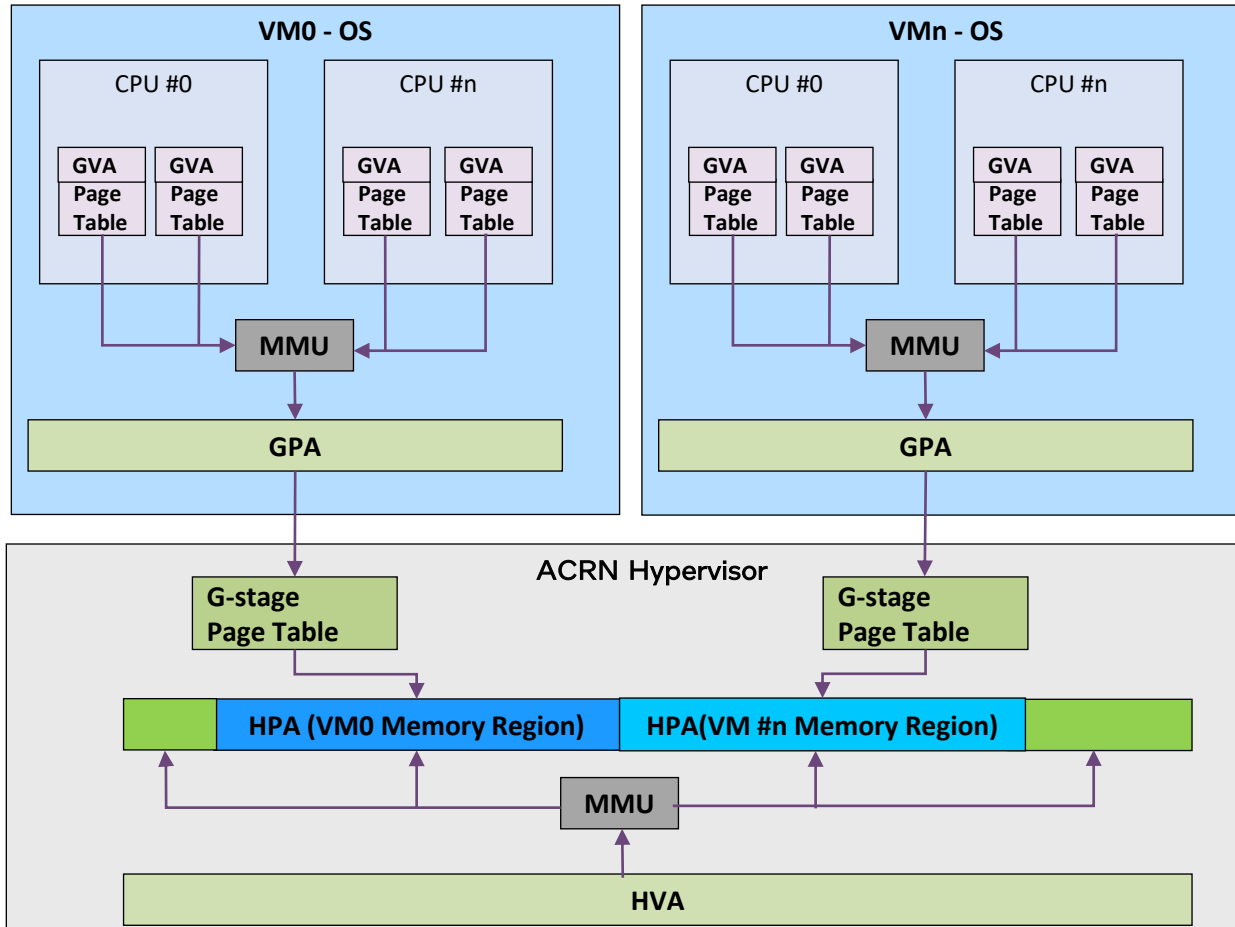 VM0 - OS
VMn - OS
CPU #0
CPU #n
CPU #0
CPU #n
GVA
GVA
GVA
GVA
GVA
GVA
GVA
GVA
Page
Table
Page
Table
Page
Table
Page
Table
Page
Table
Page
Table
Page
Table
Page
Table
MMU
MMU
GPA
GPA
ACRN Hypervisor
G-stage
Page Table
G-stage
Page Table
HPA (VM0 Memory Region)
HPA(VM #n Memory Region)
MMU
HVA